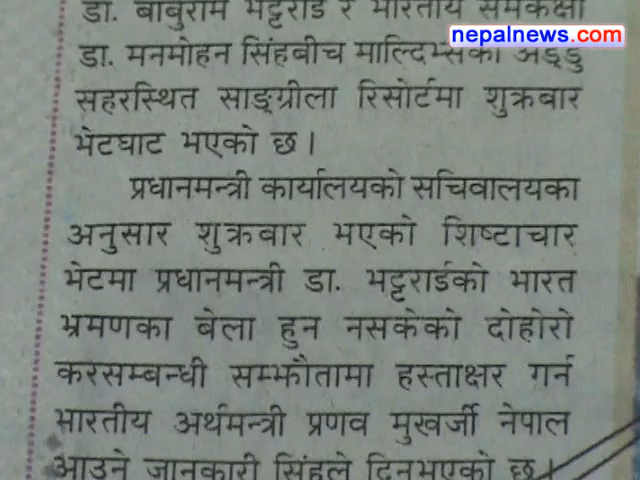 nepalnews.com
डा. बाबुराम भट्टराई र भारतीय समकक्षी
डा. मनमोहन सिंहबीच माल्दिभ्सको अड्डु
सहरस्थित साङ्ग्रीला रिसोर्टमा शुक्रबार
भेटघाट भएको छ ।
प्रधानमन्त्री कार्यालयको सचिवालयका
अनुसार शुक्रवार भएको शिष्टाचार
भेटमा प्रधानमन्त्री डा. भट्टराईको भारत
भ्रमणका बेला हुन नसकेको दोहोरो
करसम्बन्धी सम्झौतामा हस्ताक्षर गर्न
भारतीय अर्थमन्त्री प्रणव मुखर्जी नेपाल
आउने जानकारी सिंहले दिनुभएको छ ।